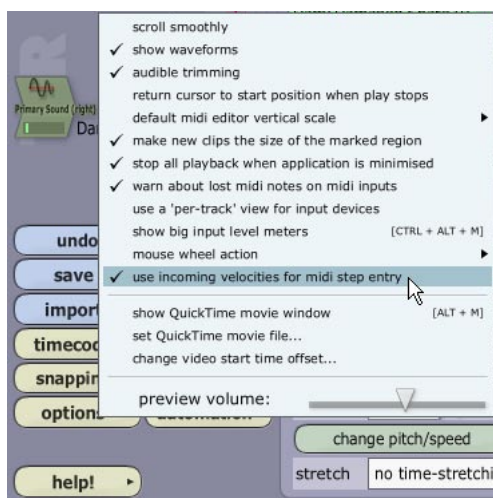 scroll smoothly
✓ show waveforms
✓ audible trimming
return cursor to start position when play stops
default midi editor vertical scale
✓ make new clips the size of the marked region
✓ stop all playback when application is minimised
✓ warn about lost midi notes on midi inputs
use a 'per-track' view for input devices
show big input level meters [CTRL + ALT + M]
mouse wheel action
✓ use incoming velocities for midi step entry
show QuickTime movie window [ALT + M]
set QuickTime movie file...
change video start time offset...
preview volume:
Primary Sound (right)
Da
undo
save
import
timecod
snappin
options
help!
change pitch/speed
stretch no time-stretchi